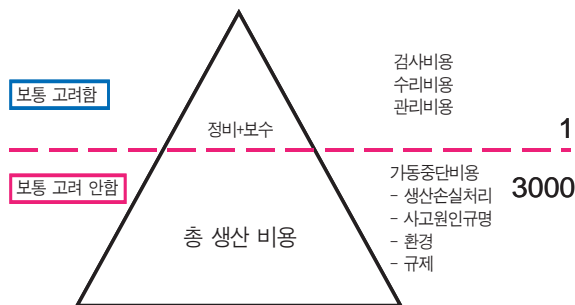 보통 고려함
정비+보수
검사비용
수리비용
관리비용
1
보통 고려 안함
총 생산 비용
가동중단비용
- 생산손실처리
- 사고원인규명
- 환경
- 규제
3000